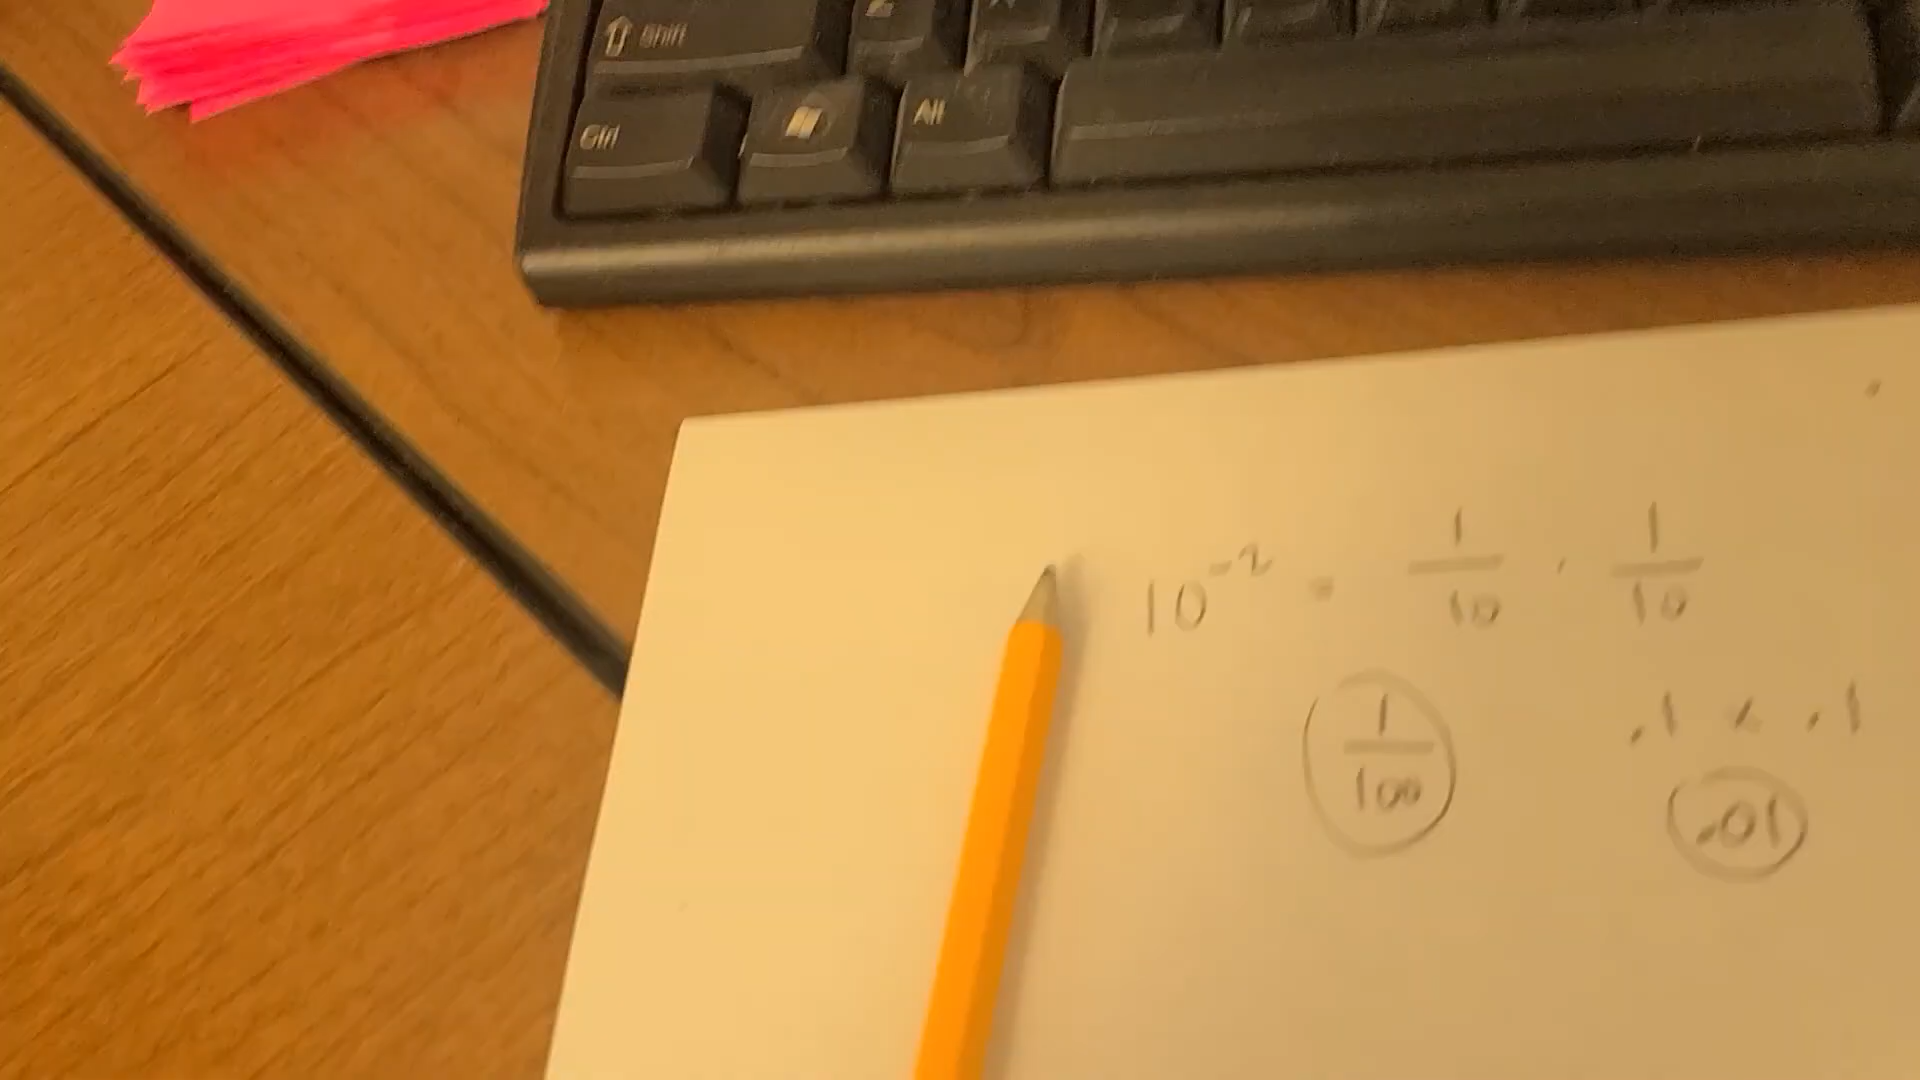 Shift
Ctrl
Alt
10⁻² = 1/10 · 1/10
1/100
.1 x .1
.01